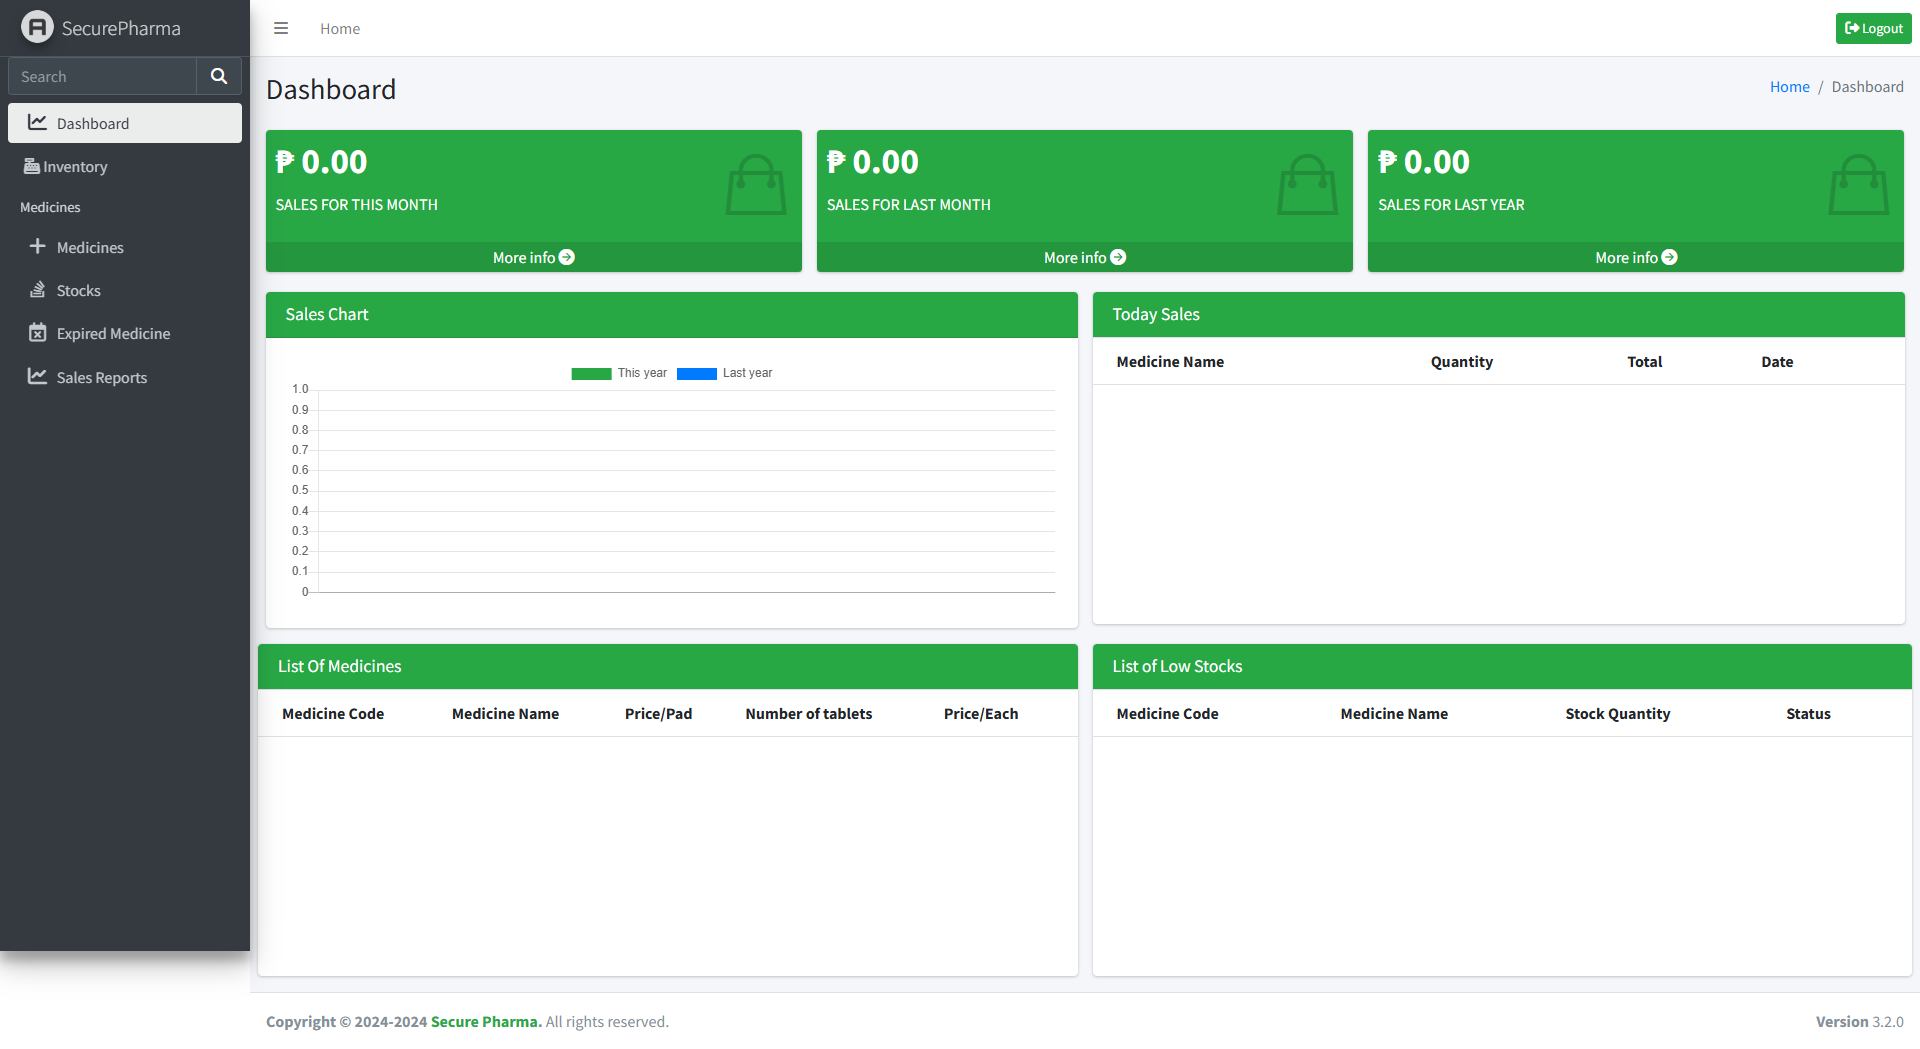 SecurePharma
Home
Logout
Search
Dashboard
Home / Dashboard
Dashboard
Inventory
Medicines
Medicines
Stocks
Expired Medicine
Sales Reports
₱ 0.00
SALES FOR THIS MONTH
More info
₱ 0.00
SALES FOR LAST MONTH
More info
₱ 0.00
SALES FOR LAST YEAR
More info
Sales Chart
This year Last year
1.0
0.9
0.8
0.7
0.6
0.5
0.4
0.3
0.2
0.1
0
Today Sales
Medicine Name Quantity Total Date
List Of Medicines
Medicine Code Medicine Name Price/Pad Number of tablets Price/Each
List of Low Stocks
Medicine Code Medicine Name Stock Quantity Status
Copyright © 2024-2024 Secure Pharma. All rights reserved.
Version 3.2.0